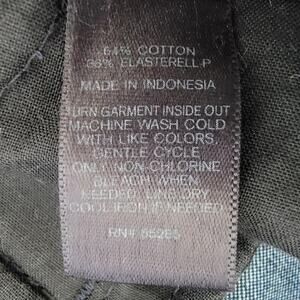 64% COTTON
36% ELASTERELL-P
MADE IN INDONESIA
TURN GARMENT INSIDE OUT
MACHINE WASH COLD
WITH LIKE COLORS
GENTLE CYCLE
ONLY NON-CHLORINE
BLEACH WHEN
NEEDED LAY DRY
COOL IRON IF NEEDED
RN#